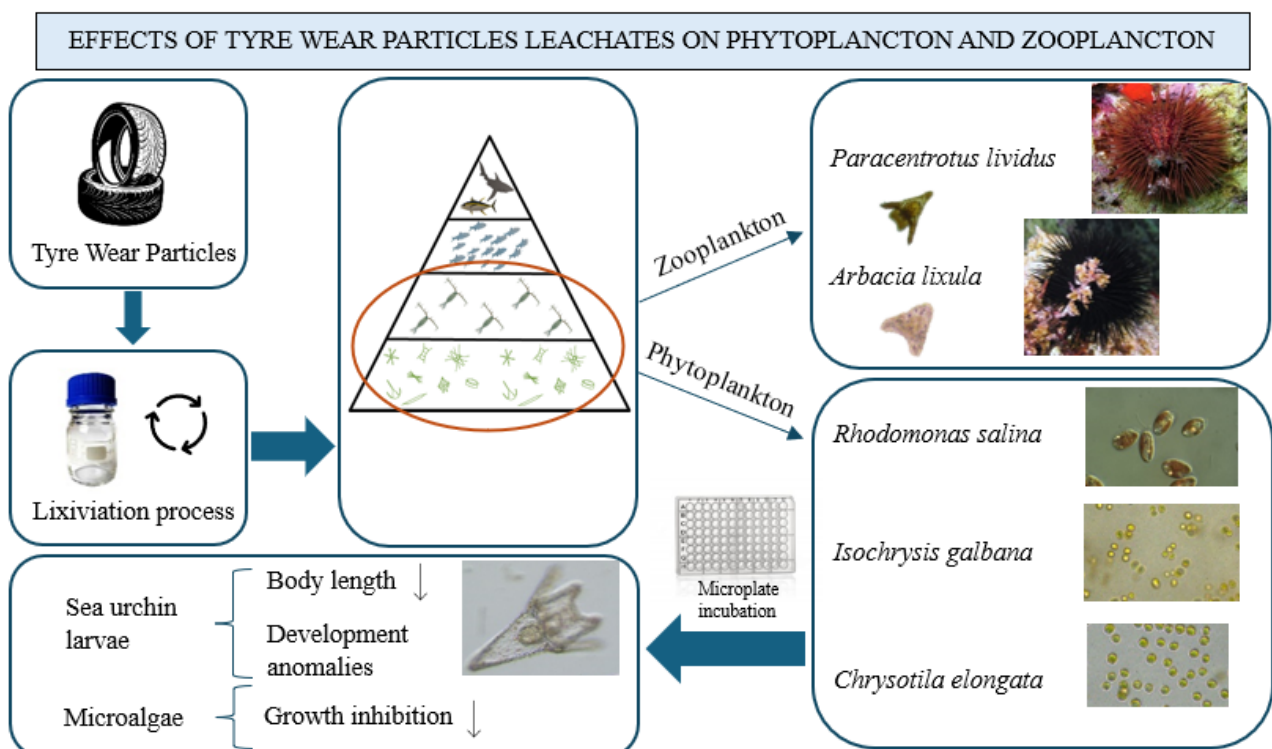 EFFECTS OF TYRE WEAR PARTICLES LEACHATES ON PHYTOPLANCTON AND ZOOPLANCTON
Tyre Wear Particles
Lixiviation process
Zooplankton
Phytoplankton
Paracentrotus lividus
Arbacia lixula
Rhodomonas salina
Isochrysis galbana
Chrysotila elongata
Microplate
incubation
Sea urchin
larvae
Body length ↓
Development
anomalies
Microalgae
Growth inhibition ↓